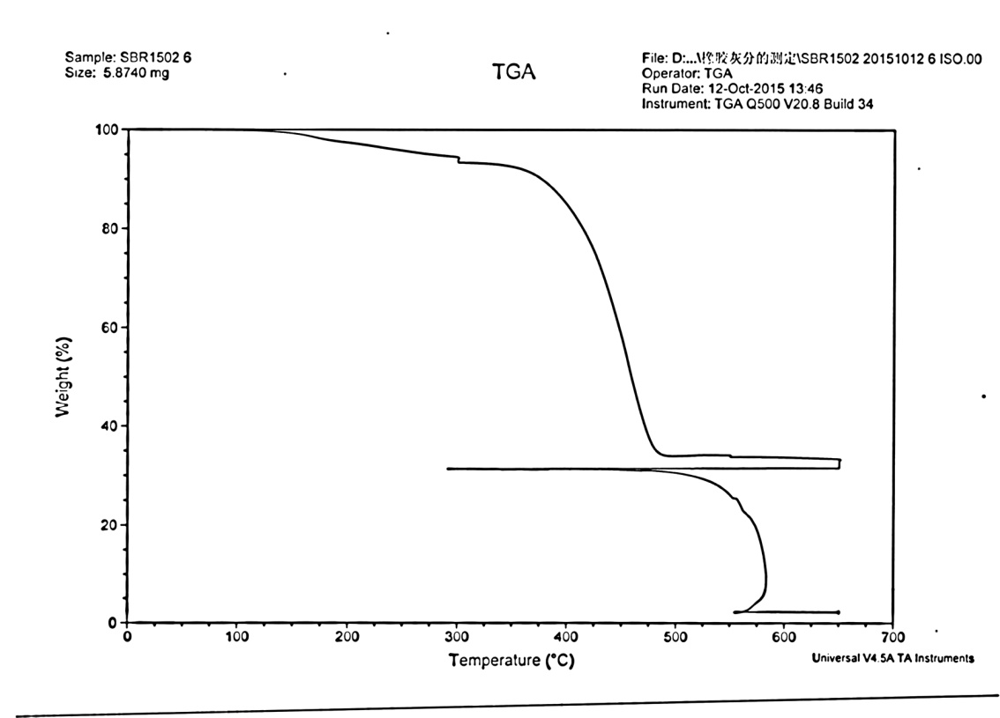 Sample: SBR1502 6
Size: 5.8740 mg
TGA
File: D:...\橡胶灰分的测定\SBR1502 20151012 6 ISO.00
Operator: TGA
Run Date: 12-Oct-2015 13:46
Instrument: TGA Q500 V20.8 Build 34
100
80
60
40
20
0
Weight (%)
0 100 200 300 400 500 600 700
Temperature (°C)
Universal V4.5A TA Instruments